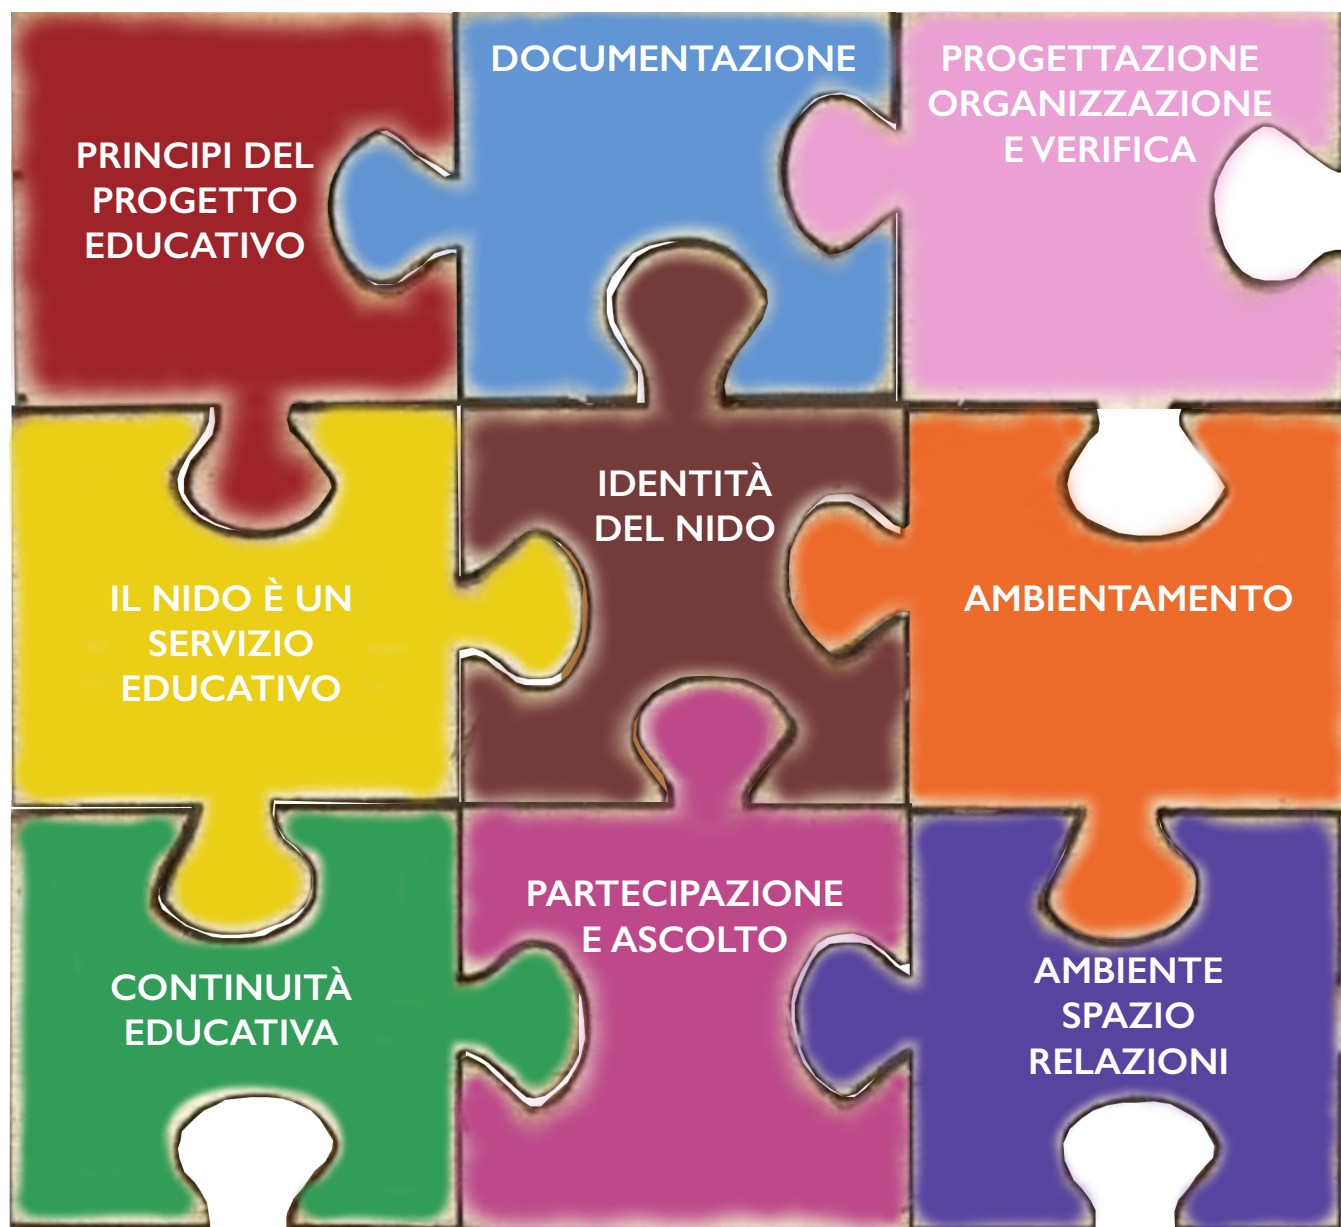 PRINCIPI DEL
PROGETTO
EDUCATIVO
DOCUMENTAZIONE
PROGETTAZIONE
ORGANIZZAZIONE
E VERIFICA
IL NIDO È UN
SERVIZIO
EDUCATIVO
IDENTITÀ
DEL NIDO
AMBIENTAMENTO
CONTINUITÀ
EDUCATIVA
PARTECIPAZIONE
E ASCOLTO
AMBIENTE
SPAZIO
RELAZIONI